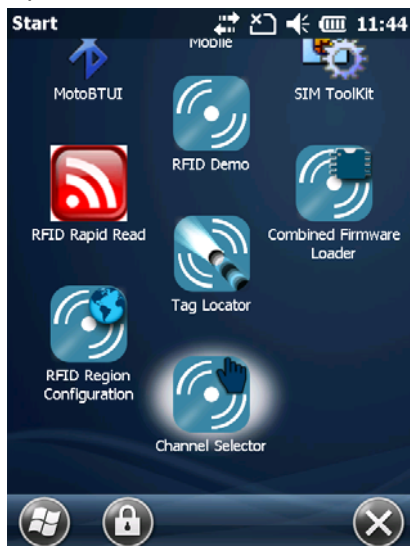 Start 11:44
Mobile
MotoBTUI
SIM ToolKit
RFID Demo
RFID Rapid Read
Combined Firmware
Loader
Tag Locator
RFID Region
Configuration
Channel Selector